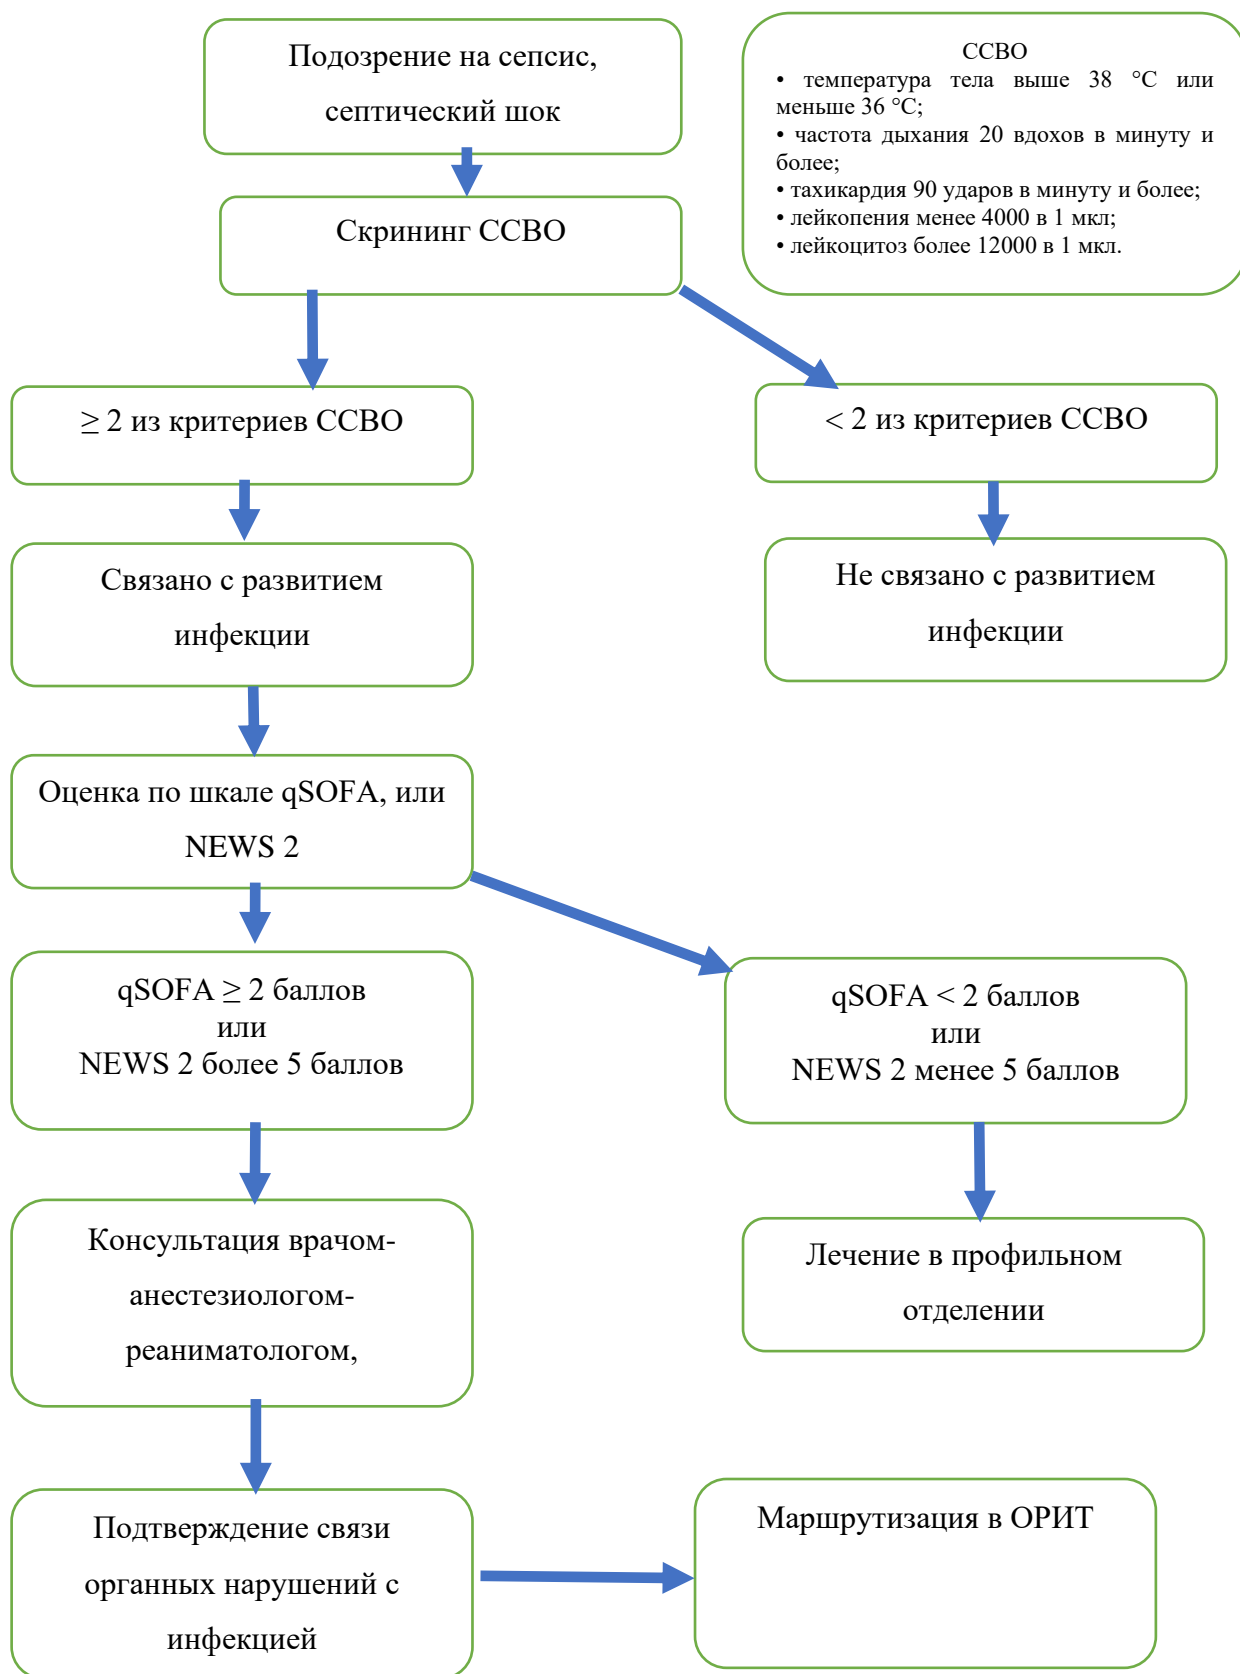 Подозрение на сепсис,
септический шок
ССВО
• температура тела выше 38 °С или
меньше 36 °С;
• частота дыхания 20 вдохов в минуту и
более;
• тахикардия 90 ударов в минуту и более;
• лейкопения менее 4000 в 1 мкл;
• лейкоцитоз более 12000 в 1 мкл.
Скрининг ССВО
≥ 2 из критериев ССВО
< 2 из критериев ССВО
Связано с развитием
инфекции
Не связано с развитием
инфекции
Оценка по шкале qSOFA, или
NEWS 2
qSOFA ≥ 2 баллов
или
NEWS 2 более 5 баллов
qSOFA < 2 баллов
или
NEWS 2 менее 5 баллов
Консультация врачом-
анестезиологом-
реаниматологом,
Лечение в профильном
отделении
Подтверждение связи
органных нарушений с
инфекцией
Маршрутизация в ОРИТ